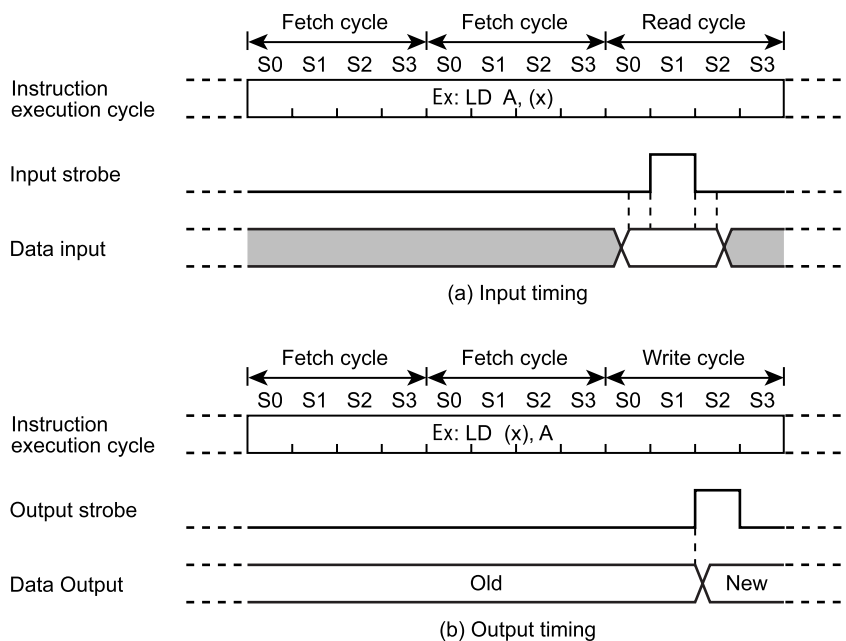 Fetch cycle Fetch cycle Read cycle
S0 S1 S2 S3 S0 S1 S2 S3 S0 S1 S2 S3
Instruction
execution cycle
Ex: LD A, (x)
Input strobe
Data input
(a) Input timing
Fetch cycle Fetch cycle Write cycle
S0 S1 S2 S3 S0 S1 S2 S3 S0 S1 S2 S3
Instruction
execution cycle
Ex: LD (x), A
Output strobe
Data Output
Old New
(b) Output timing